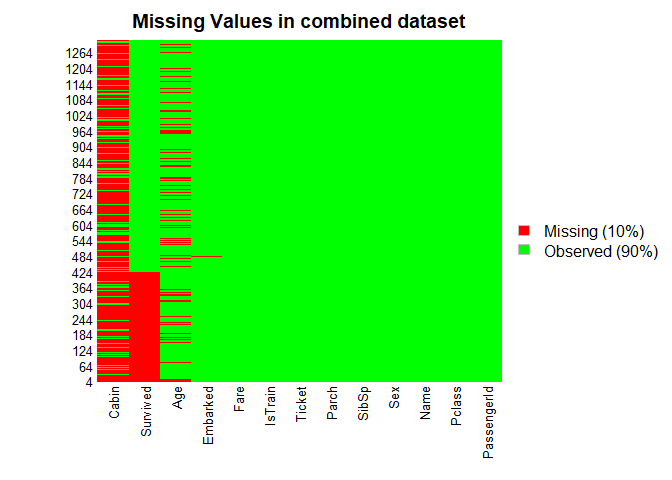 Missing Values in combined dataset
1264
1204
1144
1084
1024
964
904
844
784
724
664
604
544
484
424
364
304
244
184
124
64
4
Missing (10%)
Observed (90%)
Cabin
Survived
Age
Embarked
Fare
IsTrain
Ticket
Parch
SibSp
Sex
Name
Pclass
PassengerId